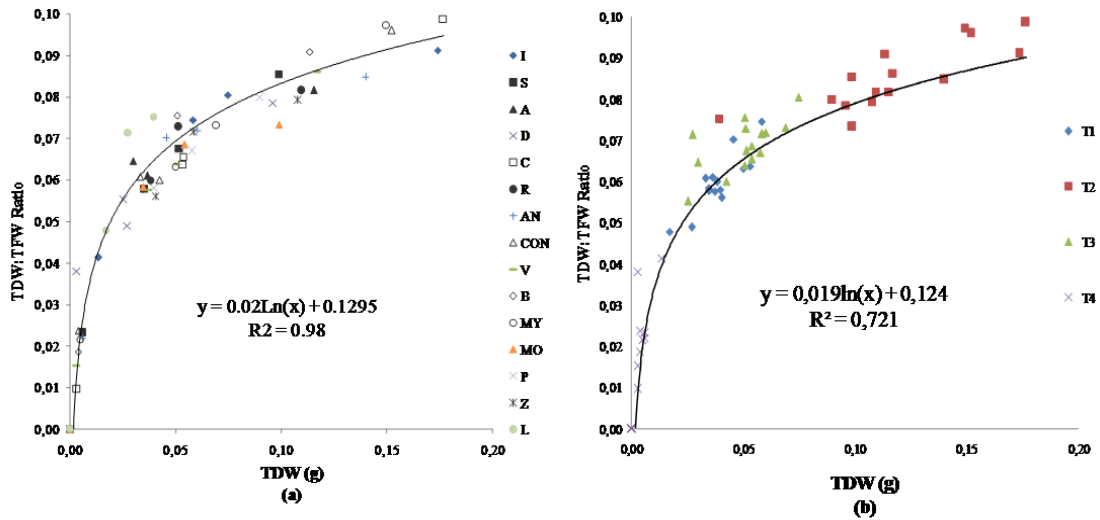 TDW:TFW Ratio
0,10
0,09
0,08
0,07
0,06
0,05
0,04
0,03
0,02
0,01
0,00
0,00
0,05
0,10
0,15
0,20
TDW (g)
(a)
y = 0.02Ln(x) + 0.1295
R2 = 0.98
I
S
A
D
C
R
AN
CON
V
B
MY
MO
P
Z
L
TDW:TFW Ratio
0,10
0,09
0,08
0,07
0,06
0,05
0,04
0,03
0,02
0,01
0,00
0,00
0,05
0,10
0,15
0,20
TDW (g)
(b)
y = 0,019ln(x) + 0,124
R² = 0,721
T1
T2
T3
T4